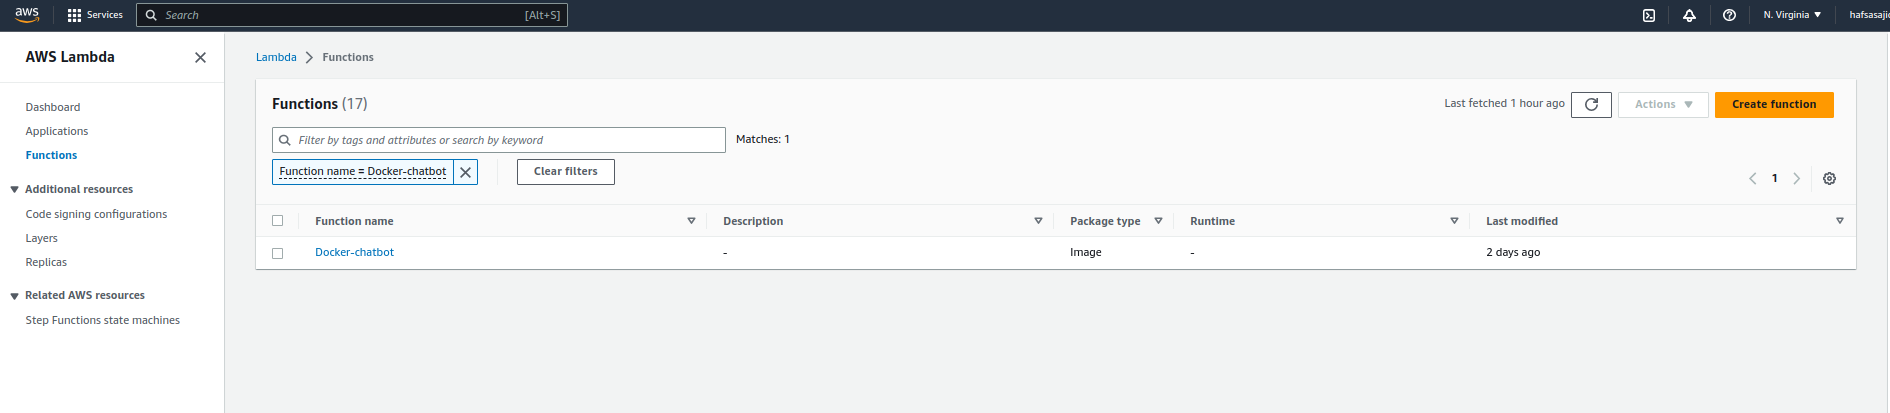 aws Services Search [Alt+S] N. Virginia hafsasaji
AWS Lambda
Dashboard
Applications
Functions
Additional resources
Code signing configurations
Layers
Replicas
Related AWS resources
Step Functions state machines
Lambda Functions
Functions (17) Last fetched 1 hour ago Actions Create function
Filter by tags and attributes or search by keyword Matches: 1
Function name = Docker-chatbot Clear filters
1
Function name Description Package type Runtime Last modified
Docker-chatbot - Image - 2 days ago